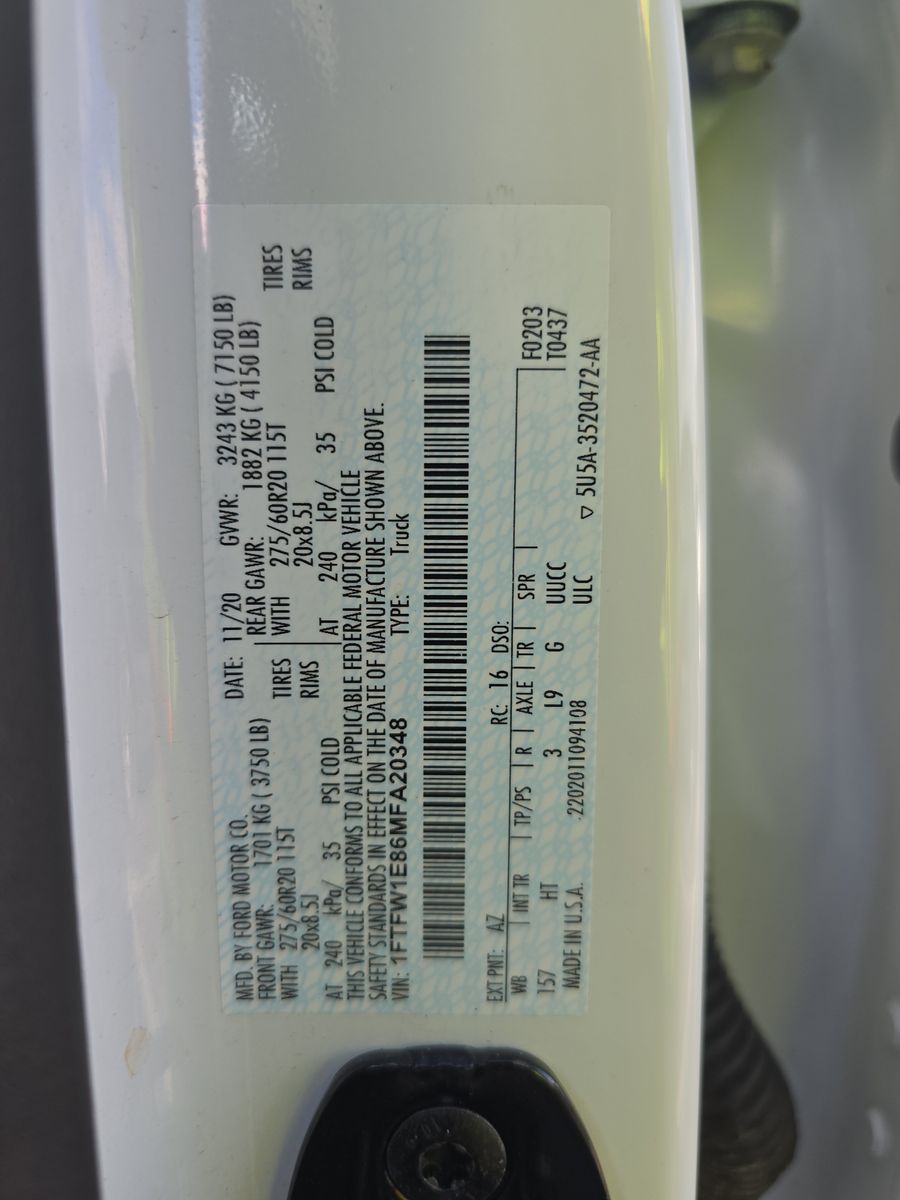 MFD. BY FORD MOTOR CO. DATE: 11/20 GVWR: 3243 KG ( 7150 LB)
FRONT GAWR: 1701 KG ( 3750 LB) REAR GAWR: 1882 KG ( 4150 LB)
WITH 275/60R20 115T TIRES WITH 275/60R20 115T TIRES
20x8.5J RIMS 20x8.5J RIMS
AT 240 kPa/ 35 PSI COLD AT 240 kPa/ 35 PSI COLD
THIS VEHICLE CONFORMS TO ALL APPLICABLE FEDERAL MOTOR VEHICLE
SAFETY STANDARDS IN EFFECT ON THE DATE OF MANUFACTURE SHOWN ABOVE.
VIN: 1FTFW1E86MFA20348 TYPE: Truck
EXT PNT: AZ RC: 16 DSO: F0203
WB INT TR TP/PS R AXLE TR SPR T0437
157 HT 3 L9 G UUCC
MADE IN U.S.A. 2202011094108 ULC ▽ 5U5A-3520472-AA